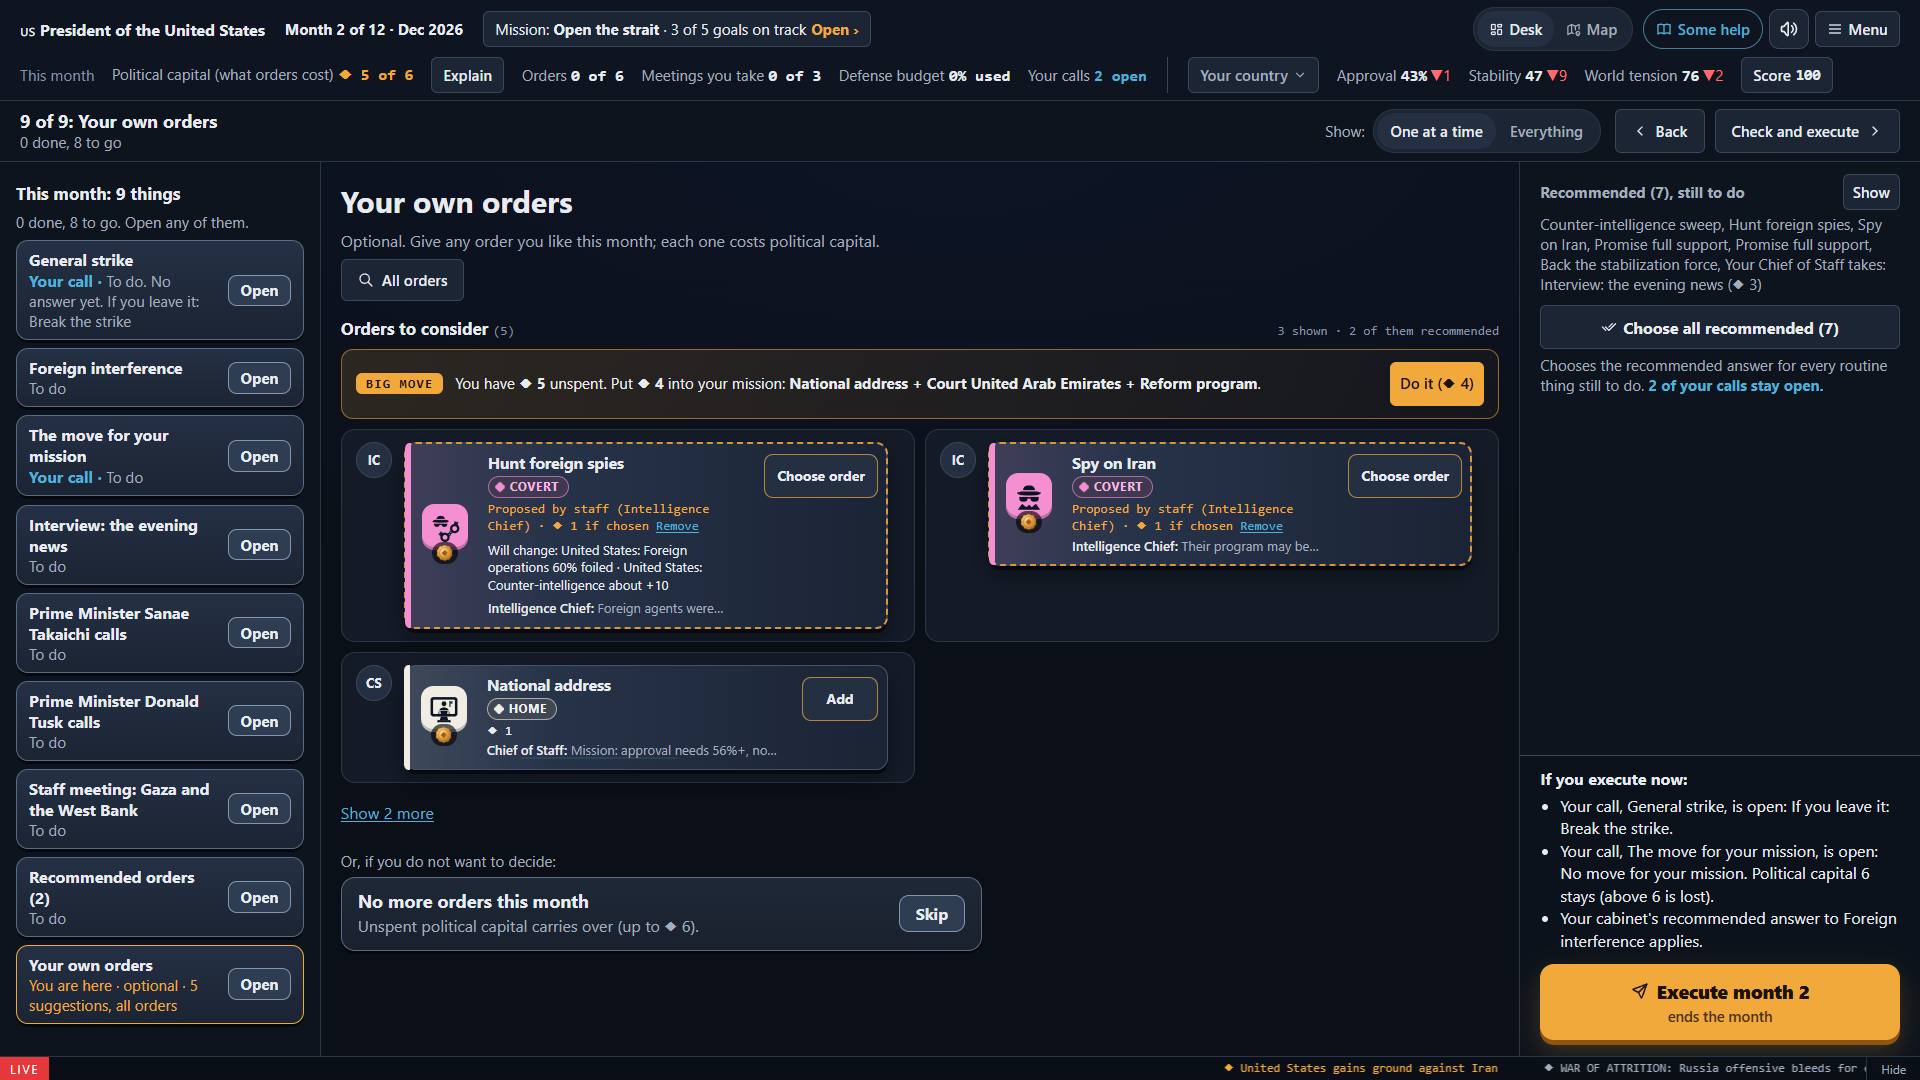 US President of the United States
Month 2 of 12 · Dec 2026
Mission: Open the strait · 3 of 5 goals on track Open ›
Desk
Map
Some help
Menu
This month
Political capital (what orders cost) ◆ 5 of 6
Explain
Orders 0 of 6
Meetings you take 0 of 3
Defense budget 0% used
Your calls 2 open
Your country
Approval 43% ▼1
Stability 47 ▼9
World tension 76 ▼2
Score 100
9 of 9: Your own orders
0 done, 8 to go
Show:
One at a time
Everything
Back
Check and execute
This month: 9 things
0 done, 8 to go. Open any of them.
General strike
Your call · To do. No
answer yet. If you leave it:
Break the strike
Open
Foreign interference
To do
Open
The move for your
mission
Your call · To do
Open
Interview: the evening
news
To do
Open
Prime Minister Sanae
Takaichi calls
To do
Open
Prime Minister Donald
Tusk calls
To do
Open
Staff meeting: Gaza and
the West Bank
To do
Open
Recommended orders
(2)
To do
Open
Your own orders
You are here · optional · 5
suggestions, all orders
Open
Your own orders
Optional. Give any order you like this month; each one costs political capital.
All orders
Orders to consider (5)
3 shown · 2 of them recommended
BIG MOVE
You have ◆ 5 unspent. Put ◆ 4 into your mission: National address + Court United Arab Emirates + Reform program.
Do it (◆ 4)
IC
Hunt foreign spies
◆ COVERT
Proposed by staff (Intelligence
Chief) · ◆ 1 if chosen Remove
Will change: United States: Foreign
operations 60% foiled · United States:
Counter-intelligence about +10
Intelligence Chief: Foreign agents were...
Choose order
IC
Spy on Iran
◆ COVERT
Proposed by staff (Intelligence
Chief) · ◆ 1 if chosen Remove
Intelligence Chief: Their program may be...
Choose order
CS
National address
◆ HOME
◆ 1
Chief of Staff: Mission: approval needs 56%+, no...
Add
Show 2 more
Or, if you do not want to decide:
No more orders this month
Unspent political capital carries over (up to ◆ 6).
Skip
Recommended (7), still to do
Show
Counter-intelligence sweep, Hunt foreign spies, Spy
on Iran, Promise full support, Promise full support,
Back the stabilization force, Your Chief of Staff takes:
Interview: the evening news (◆ 3)
Choose all recommended (7)
Chooses the recommended answer for every routine
thing still to do. 2 of your calls stay open.
If you execute now:
• Your call, General strike, is open: If you leave it:
Break the strike.
• Your call, The move for your mission, is open:
No move for your mission. Political capital 6
stays (above 6 is lost).
• Your cabinet's recommended answer to Foreign
interference applies.
Execute month 2
ends the month
LIVE
◆ United States gains ground against Iran
◆ WAR OF ATTRITION: Russia offensive bleeds for
Hide